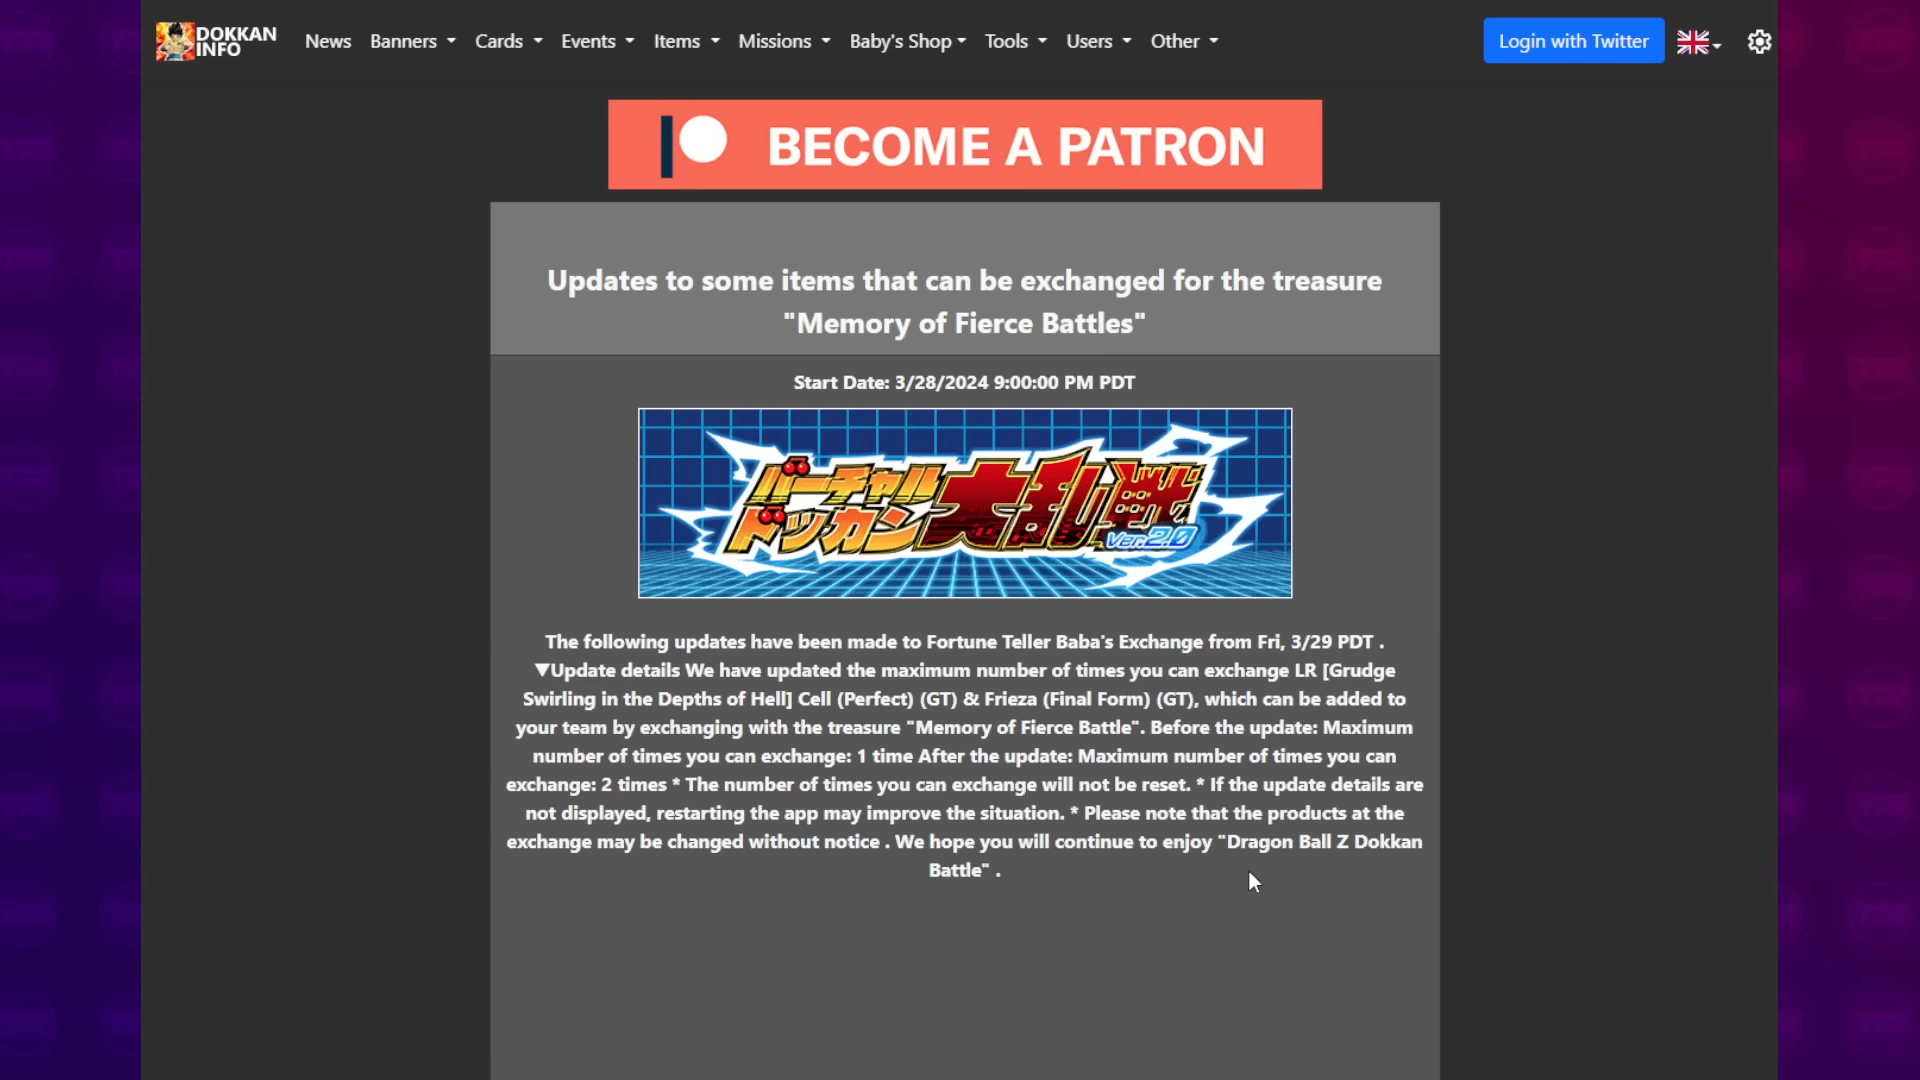 DOKKAN
INFO
News
Banners
Cards
Events
Items
Missions
Baby's Shop
Tools
Users
Other
Login with Twitter
BECOME A PATRON
Updates to some items that can be exchanged for the treasure
"Memory of Fierce Battles"
Start Date: 3/28/2024 9:00:00 PM PDT
バーチャル
ドッカン大乱戦
Ver.2.0
The following updates have been made to Fortune Teller Baba's Exchange from Fri, 3/29 PDT .
▼Update details We have updated the maximum number of times you can exchange LR [Grudge
Swirling in the Depths of Hell] Cell (Perfect) (GT) & Frieza (Final Form) (GT), which can be added to
your team by exchanging with the treasure "Memory of Fierce Battle". Before the update: Maximum
number of times you can exchange: 1 time After the update: Maximum number of times you can
exchange: 2 times * The number of times you can exchange will not be reset. * If the update details are
not displayed, restarting the app may improve the situation. * Please note that the products at the
exchange may be changed without notice . We hope you will continue to enjoy "Dragon Ball Z Dokkan
Battle" .